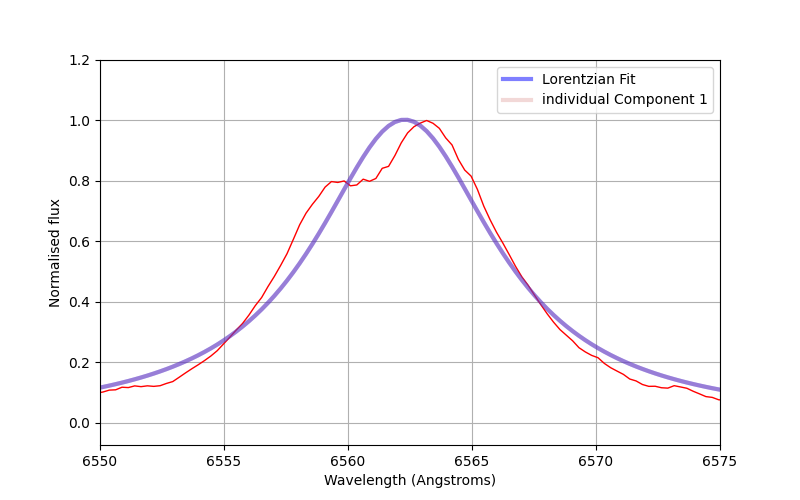 1.2
1.0
0.8
0.6
0.4
0.2
0.0
Normalised flux
Lorentzian Fit
individual Component 1
6550 6555 6560 6565 6570 6575
Wavelength (Angstroms)